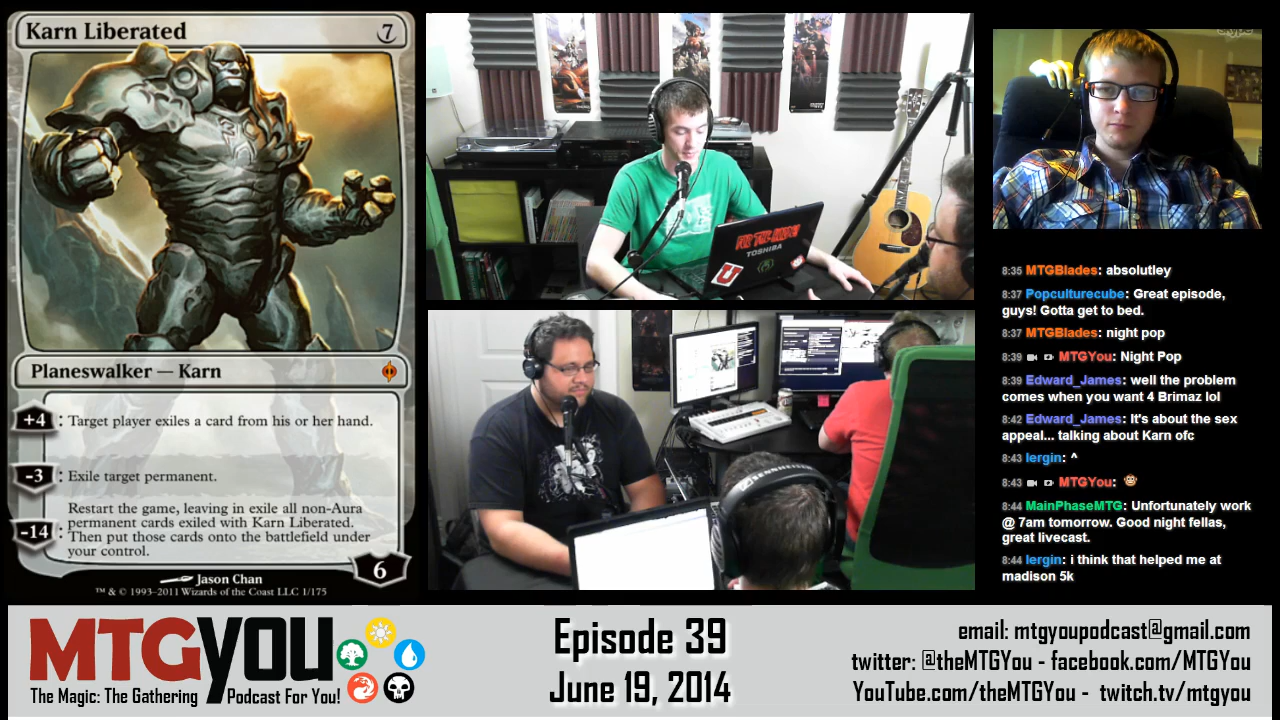 Karn Liberated 7
Planeswalker — Karn
+4 : Target player exiles a card from his or her hand.
-3 : Exile target permanent.
Restart the game, leaving in exile all non-Aura
permanent cards exiled with Karn Liberated.
-14 : Then put those cards onto the battlefield under
your control.
6
Jason Chan
™ & © 1993–2011 Wizards of the Coast LLC 1/175
TOSHIBA
U
SENNHEISER
skype
8:35 MTGBlades: absolutley
8:37 Popculturecube: Great episode,
guys! Gotta get to bed.
8:37 MTGBlades: night pop
8:39 MTGYou: Night Pop
8:39 Edward_James: well the problem
comes when you want 4 Brimaz lol
8:42 Edward_James: It's about the sex
appeal... talking about Karn ofc
8:43 lergin: ^
8:43 MTGYou:
8:44 MainPhaseMTG: Unfortunately work
@ 7am tomorrow. Good night fellas,
great livecast.
8:44 lergin: i think that helped me at
madison 5k
MTGYOU
The Magic: The Gathering Podcast For You!
Episode 39
June 19, 2014
email: mtgyoupodcast@gmail.com
twitter: @theMTGYou - facebook.com/MTGYou
YouTube.com/theMTGYou - twitch.tv/mtgyou